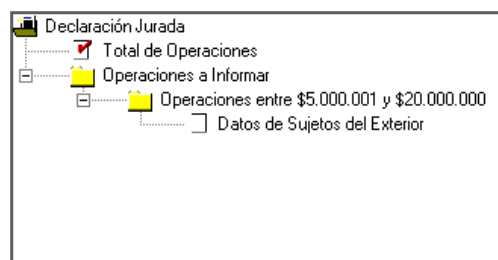 Declaración Jurada
Total de Operaciones
Operaciones a Informar
Operaciones entre $5.000.001 y $20.000.000
Datos de Sujetos del Exterior